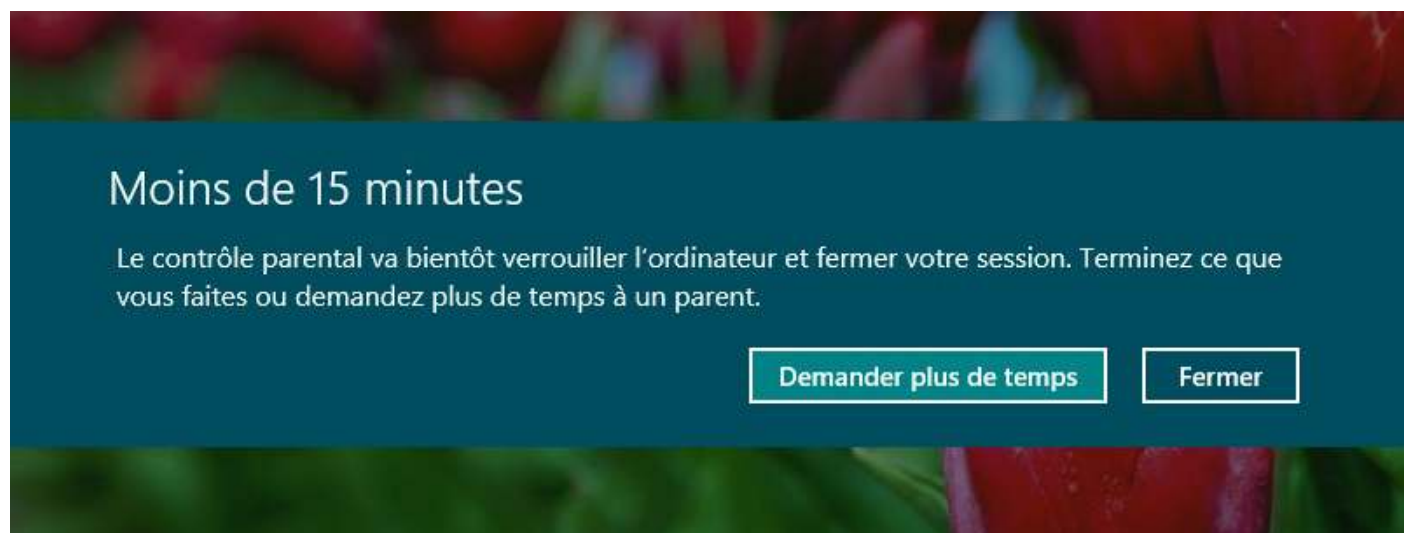 Moins de 15 minutes
Le contrôle parental va bientôt verrouiller l'ordinateur et fermer votre session. Terminez ce que
vous faites ou demandez plus de temps à un parent.
Demander plus de temps
Fermer